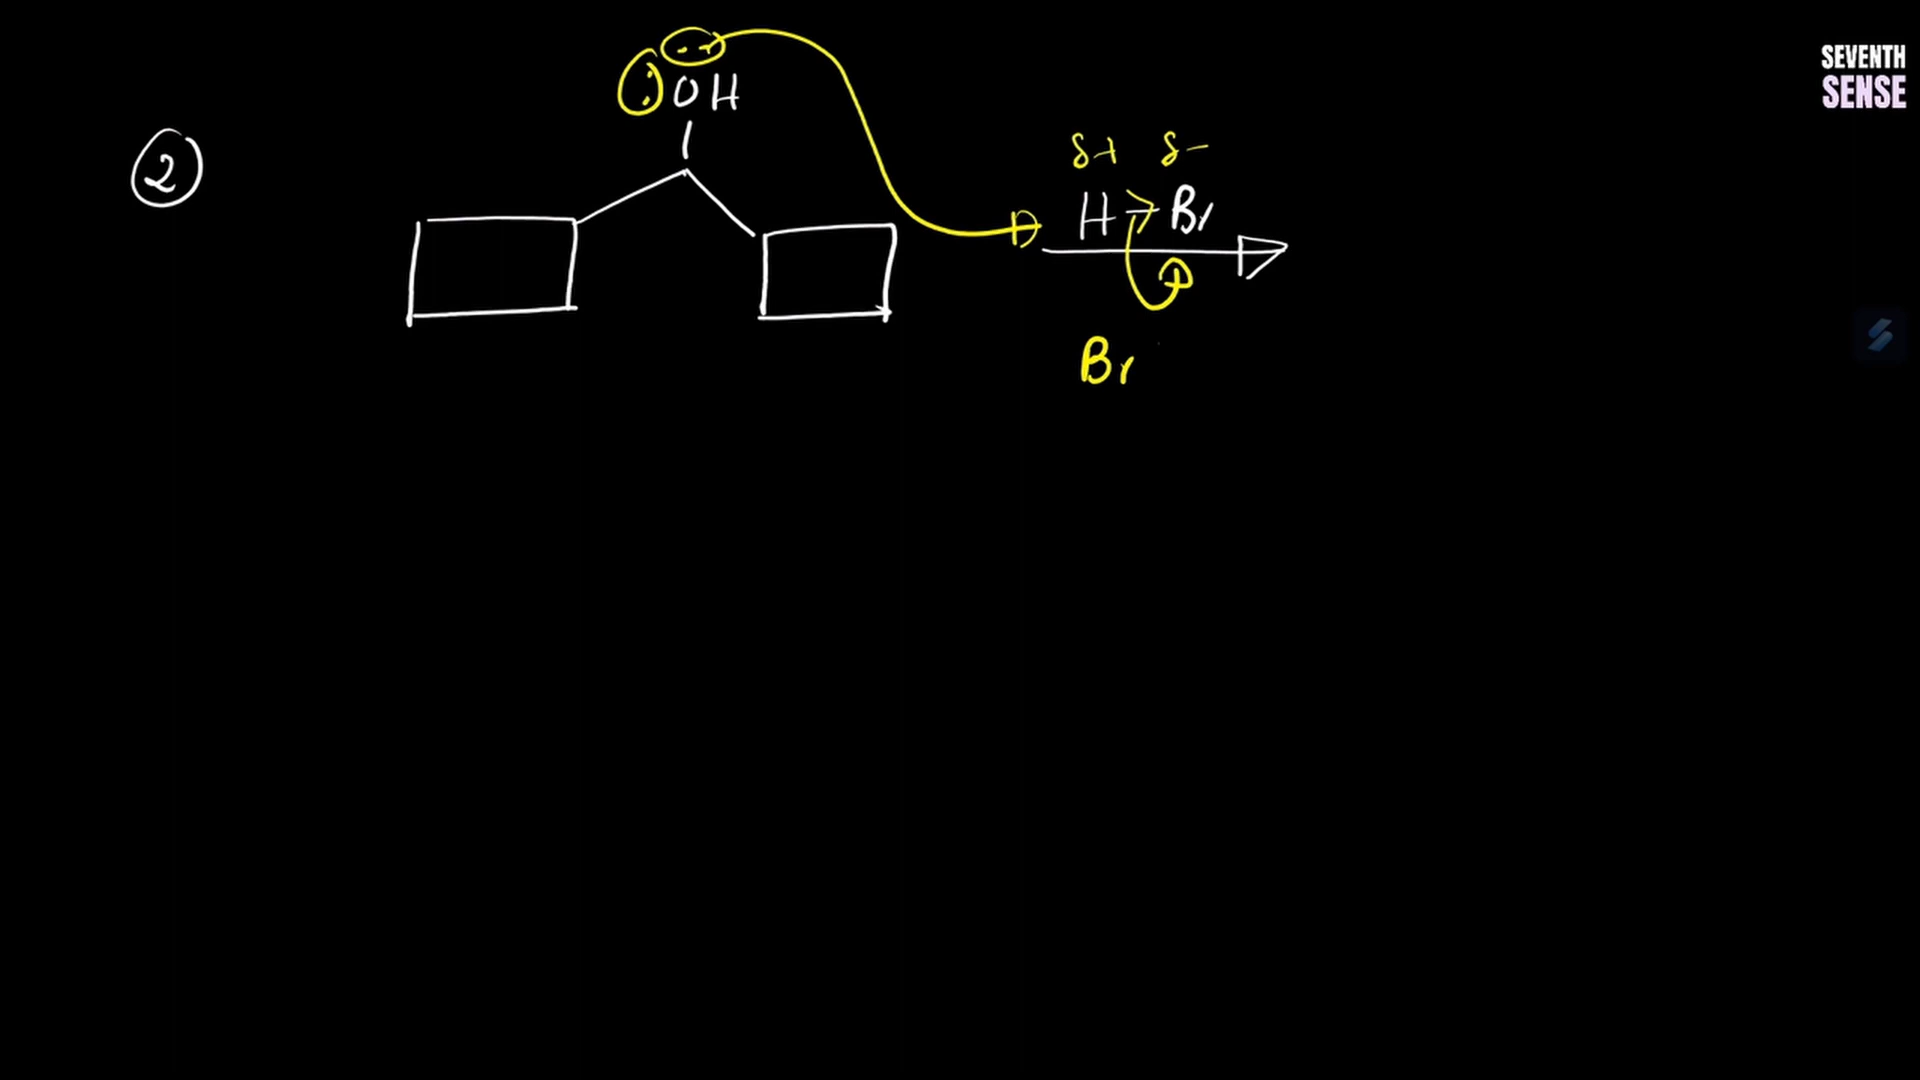 SEVENTH
SENSE
②
:OH
δ+ δ-
H Br
Br